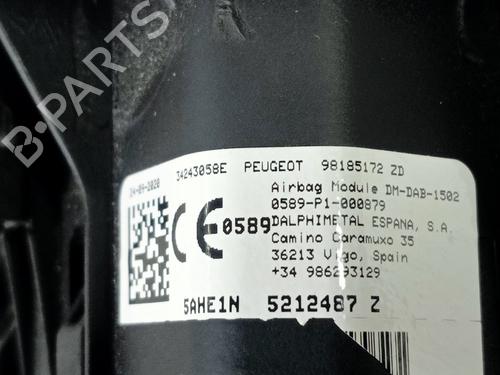 B-PARTS
34243058E PEUGEOT 98185172 ZD
24-09-2020
Airbag Module DM-DAB-1502
0589-P1-000879
CE 0589 DALPHIMETAL ESPANA, S.A.
Camino Caramuxo 35
36213 Vigo, Spain
+34 986293129
5AHE1N 5212487 Z